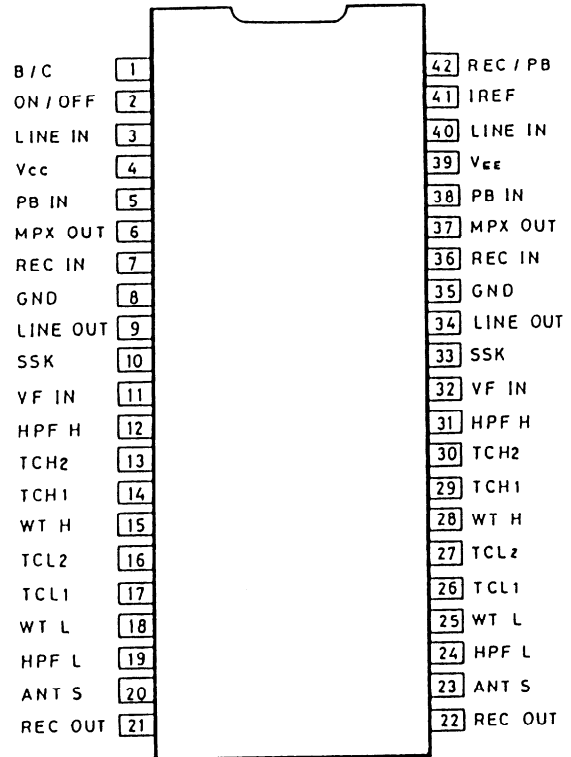 B/C 1 42 REC/PB
ON/OFF 2 41 IREF
LINE IN 3 40 LINE IN
Vcc 4 39 VEE
PB IN 5 38 PB IN
MPX OUT 6 37 MPX OUT
REC IN 7 36 REC IN
GND 8 35 GND
LINE OUT 9 34 LINE OUT
SSK 10 33 SSK
VF IN 11 32 VF IN
HPF H 12 31 HPF H
TCH2 13 30 TCH2
TCH1 14 29 TCH1
WT H 15 28 WT H
TCL2 16 27 TCL2
TCL1 17 26 TCL1
WT L 18 25 WT L
HPF L 19 24 HPF L
ANT S 20 23 ANT S
REC OUT 21 22 REC OUT